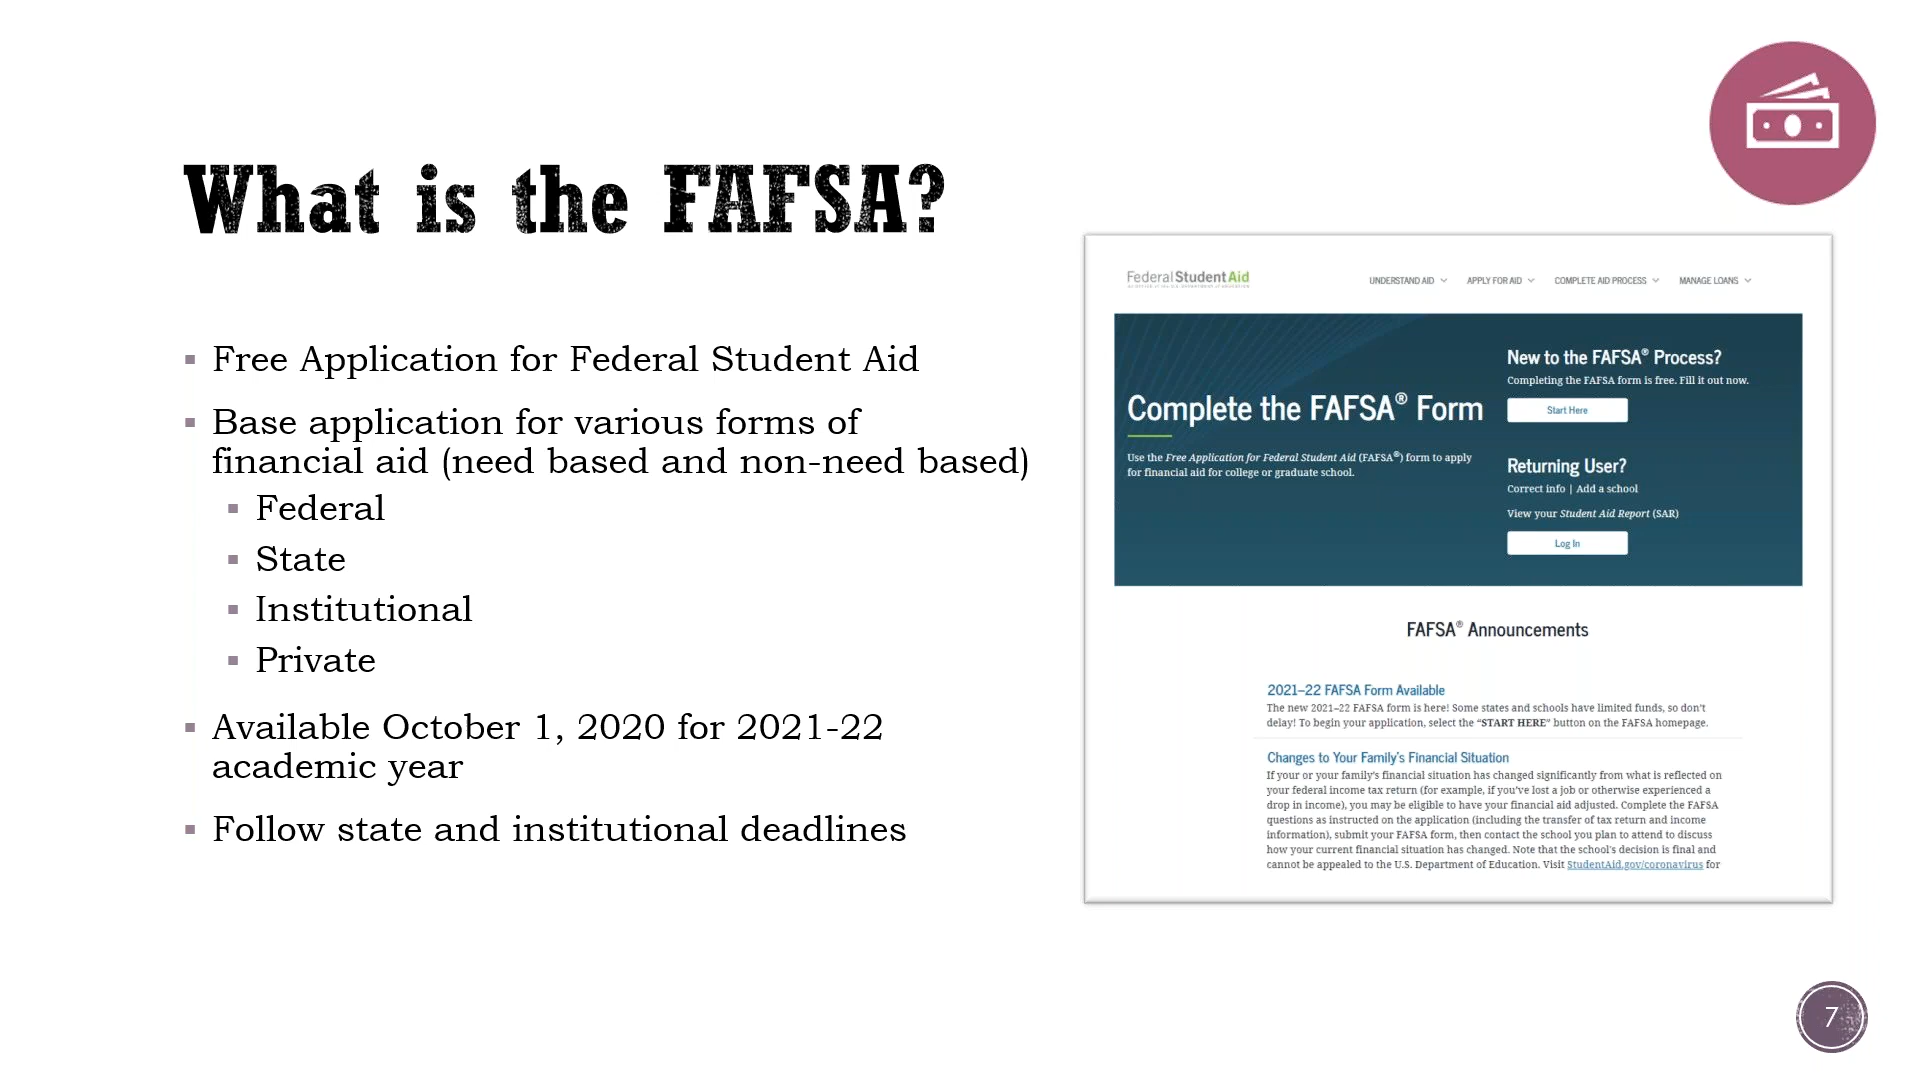 What is the FAFSA?
Free Application for Federal Student Aid
Base application for various forms of
financial aid (need based and non-need based)
Federal
State
Institutional
Private
Available October 1, 2020 for 2021-22
academic year
Follow state and institutional deadlines
Federal Student Aid
UNDERSTAND AID APPLY FOR AID COMPLETE AID PROCESS MANAGE LOANS
Complete the FAFSA® Form
Use the Free Application for Federal Student Aid (FAFSA®) form to apply
for financial aid for college or graduate school.
New to the FAFSA® Process?
Completing the FAFSA form is free. Fill it out now.
Start Here
Returning User?
Correct info | Add a school
View your Student Aid Report (SAR)
Log In
FAFSA® Announcements
2021–22 FAFSA Form Available
The new 2021–22 FAFSA form is here! Some states and schools have limited funds, so don't
delay! To begin your application, select the “START HERE” button on the FAFSA homepage.
Changes to Your Family's Financial Situation
If your or your family's financial situation has changed significantly from what is reflected on
your federal income tax return (for example, if you've lost a job or otherwise experienced a
drop in income), you may be eligible to have your financial aid adjusted. Complete the FAFSA
questions as instructed on the application (including the transfer of tax return and income
information), submit your FAFSA form, then contact the school you plan to attend to discuss
how your current financial situation has changed. Note that the school's decision is final and
cannot be appealed to the U.S. Department of Education. Visit StudentAid.gov/coronavirus for
7